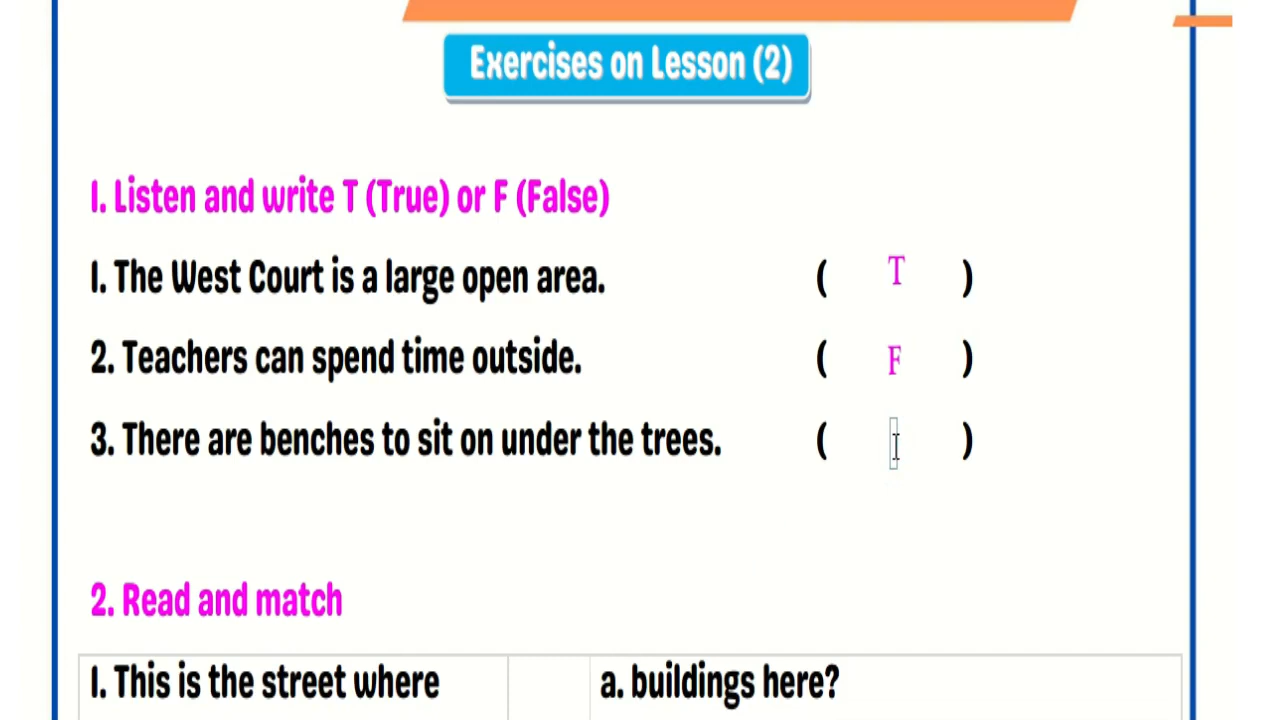 Exercises on Lesson (2)
1. Listen and write T (True) or F (False)
1. The West Court is a large open area. ( T )
2. Teachers can spend time outside. ( F )
3. There are benches to sit on under the trees. ( )
2. Read and match
1. This is the street where a. buildings here?